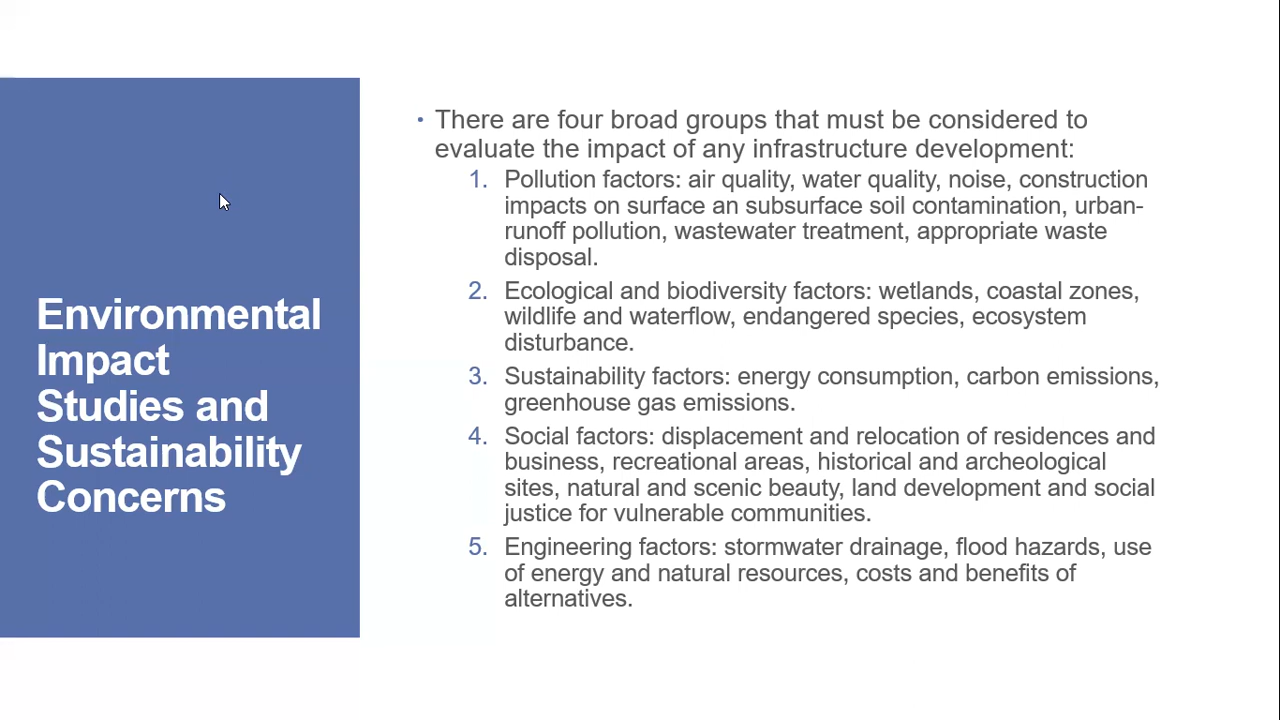 Environmental
Impact
Studies and
Sustainability
Concerns
• There are four broad groups that must be considered to
evaluate the impact of any infrastructure development:
1. Pollution factors: air quality, water quality, noise, construction
impacts on surface an subsurface soil contamination, urban-
runoff pollution, wastewater treatment, appropriate waste
disposal.
2. Ecological and biodiversity factors: wetlands, coastal zones,
wildlife and waterflow, endangered species, ecosystem
disturbance.
3. Sustainability factors: energy consumption, carbon emissions,
greenhouse gas emissions.
4. Social factors: displacement and relocation of residences and
business, recreational areas, historical and archeological
sites, natural and scenic beauty, land development and social
justice for vulnerable communities.
5. Engineering factors: stormwater drainage, flood hazards, use
of energy and natural resources, costs and benefits of
alternatives.